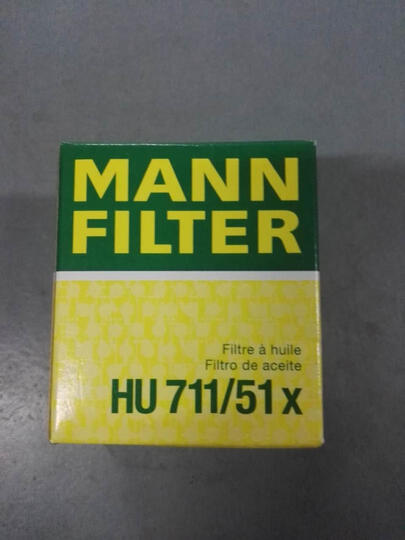 MANN
FILTER
Filtre à huile
Filtro de aceite
HU 711/51 x